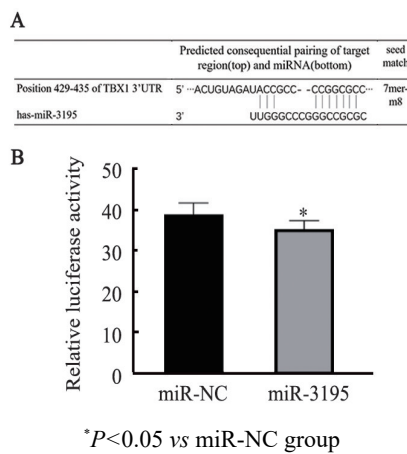 A
Predicted consequential pairing of target
region(top) and miRNA(bottom)
seed
match
Position 429-435 of TBX1 3'UTR 5' ···ACUGUAGAUACCGCC- -CCGGCGCC··· 7mer-
m8
has-miR-3195 3' UUGGGCCCGGGCCGCGC
B
Relative luciferase activity
50
40
30
20
10
0
*
miR-NC miR-3195
*P<0.05 vs miR-NC group